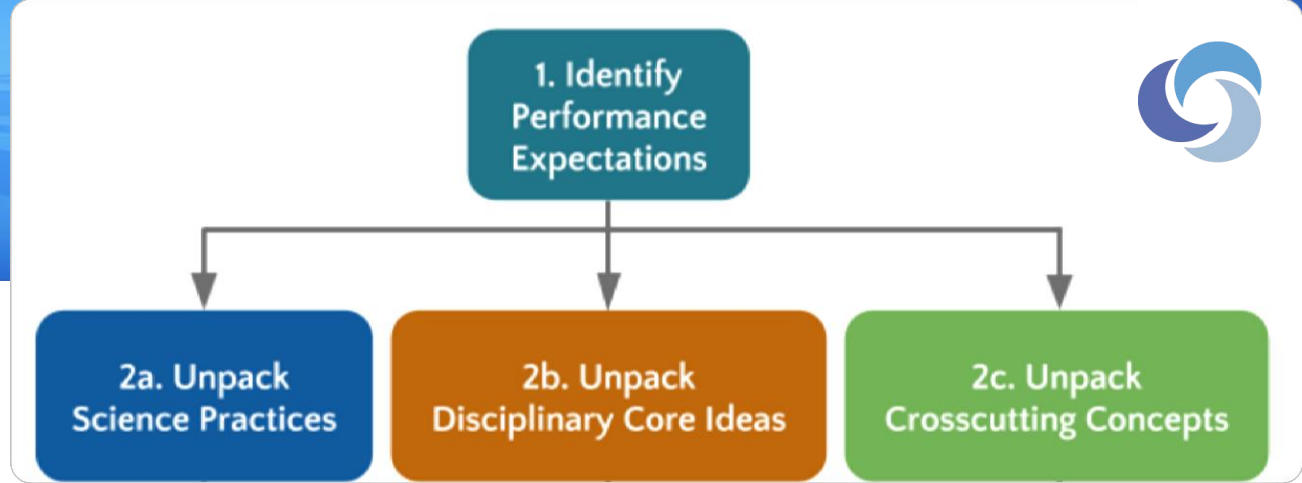 1. Identify
Performance
Expectations
2a. Unpack
Science Practices
2b. Unpack
Disciplinary Core Ideas
2c. Unpack
Crosscutting Concepts